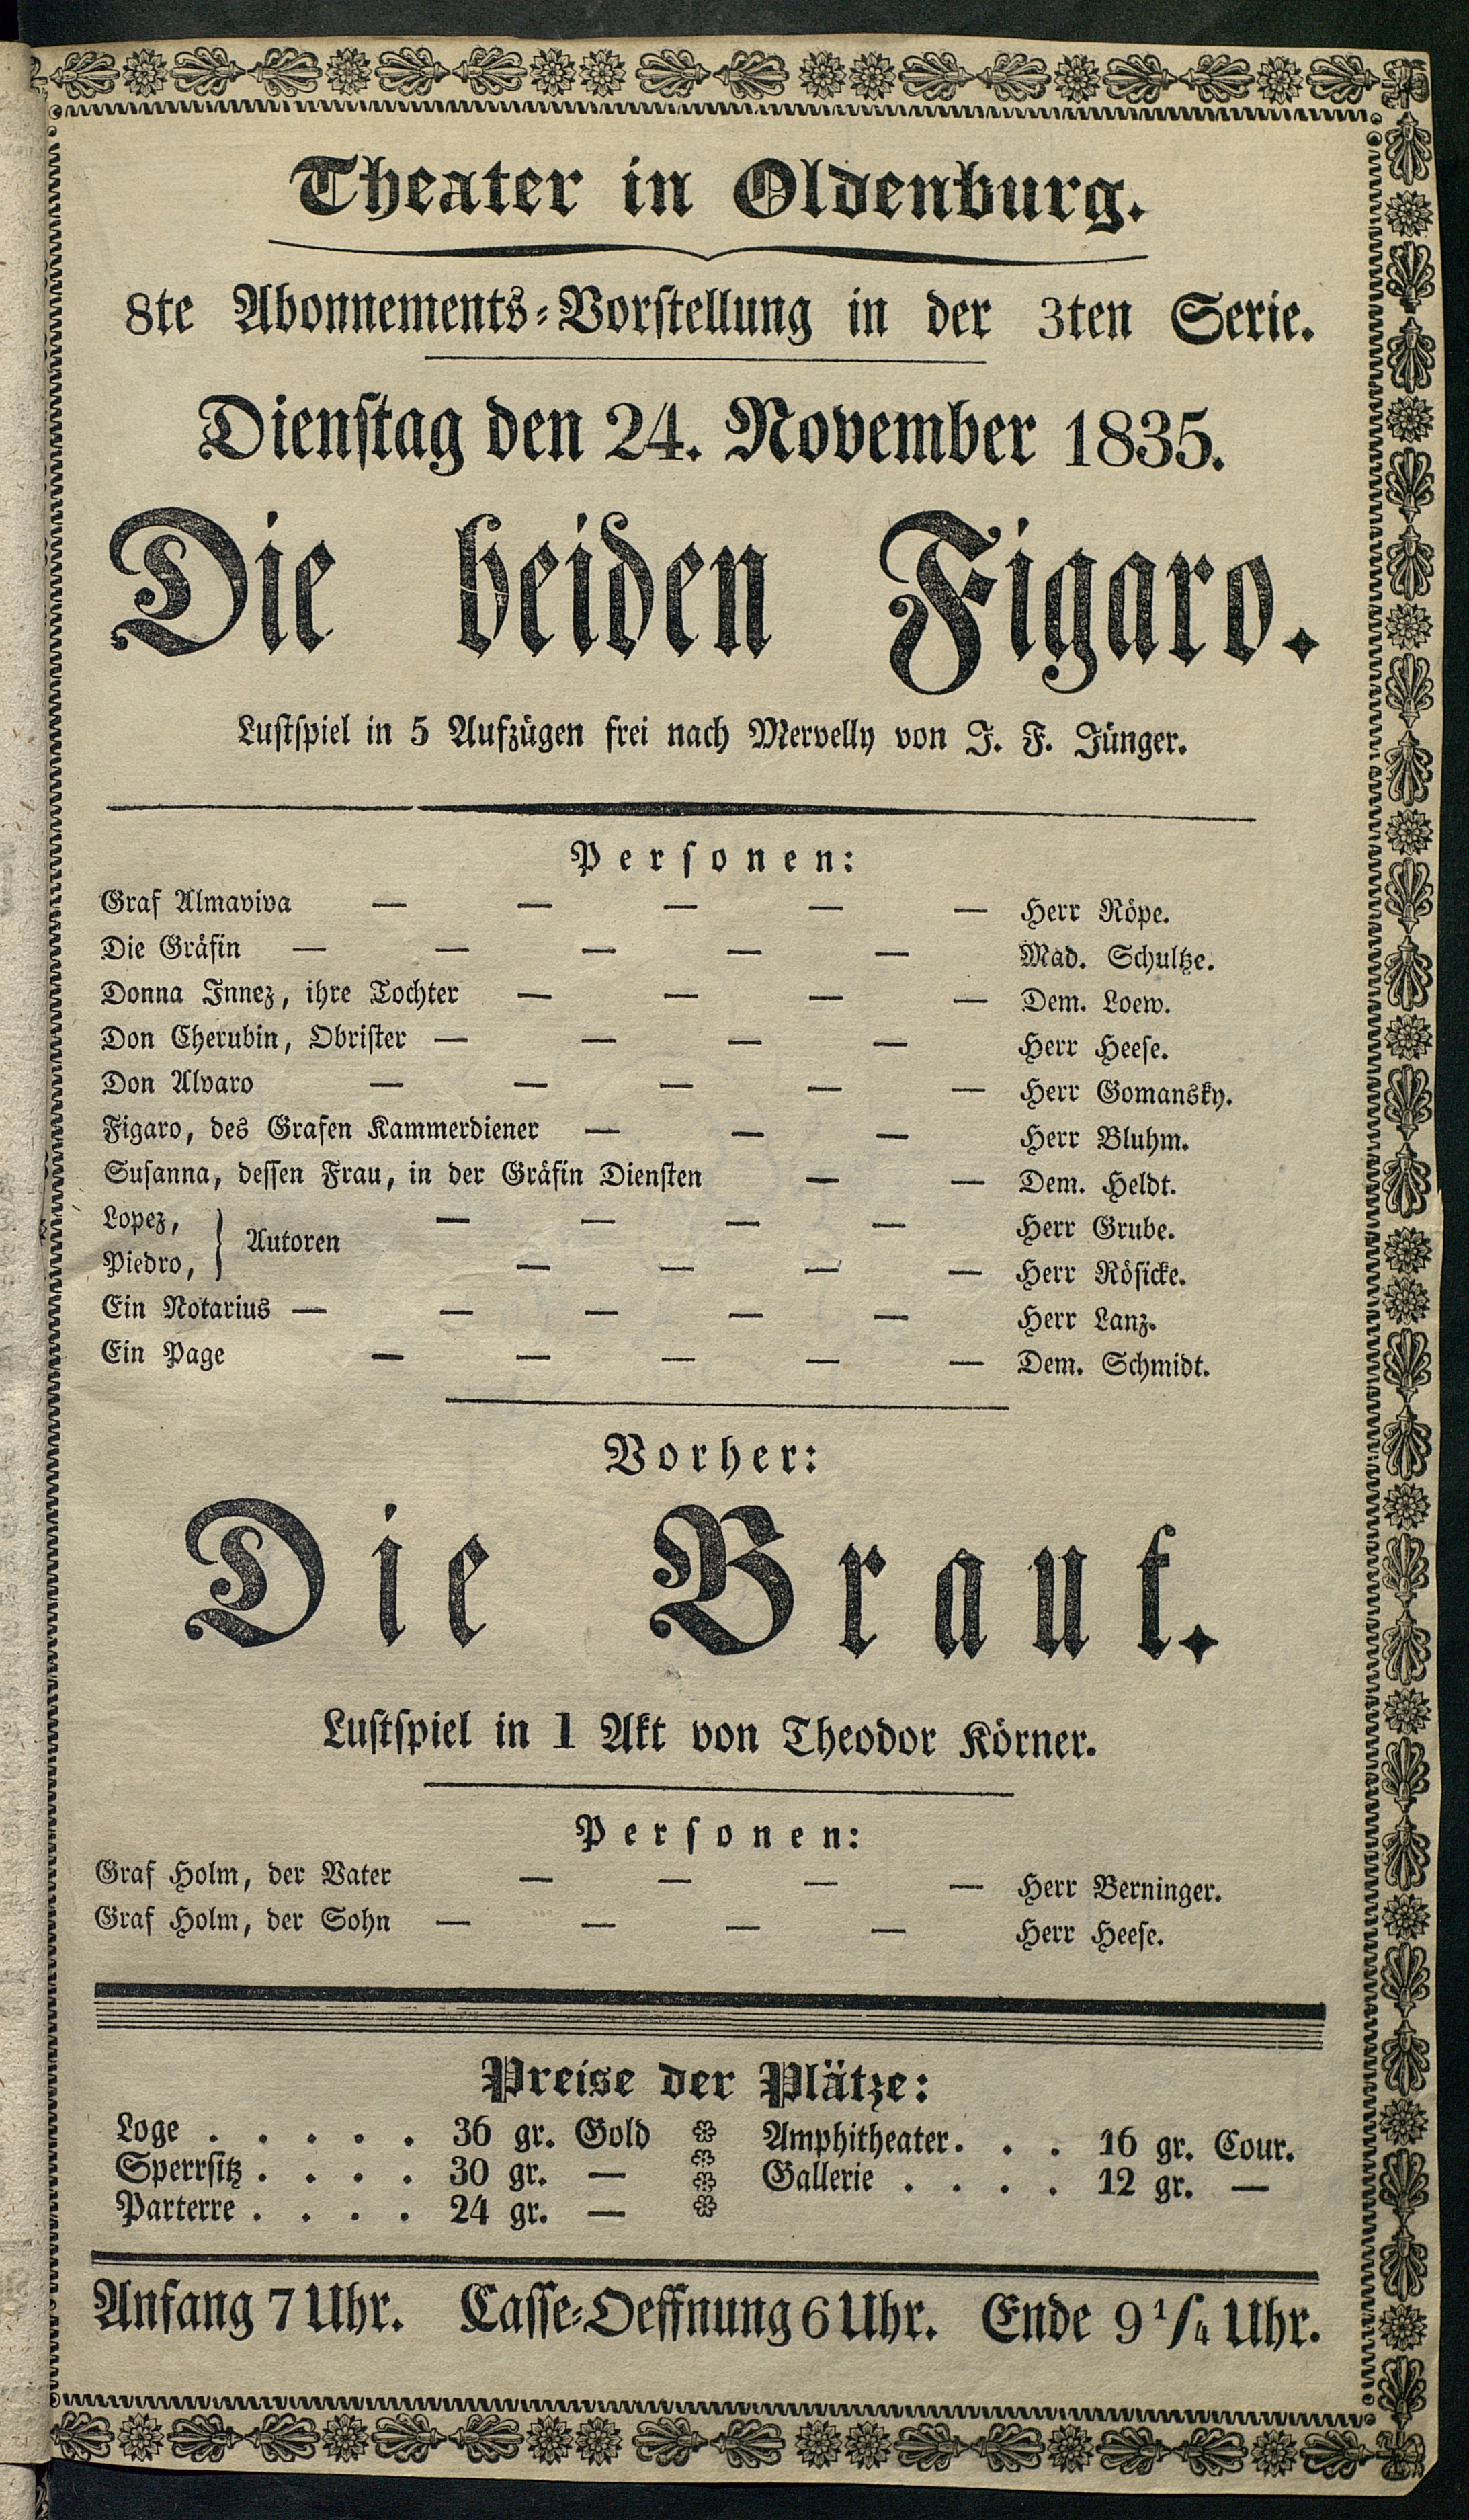 Theater in Oldenburg.
8te Abonnements-Vorstellung in der 3ten Serie.
Dienstag den 24. November 1835.
Die beiden Figaro.
Lustspiel in 5 Aufzügen frei nach Mervelly von J. F. Jünger.
Personen:
Graf Almaviva — — — — — Herr Röpe.
Die Gräfin — — — — — Mad. Schultze.
Donna Innez, ihre Tochter — — — — Dem. Loew.
Don Cherubin, Obrister — — — — Herr Heese.
Don Alvaro — — — — — Herr Gomansky.
Figaro, des Grafen Kammerdiener — — — Herr Bluhm.
Susanna, dessen Frau, in der Gräfin Diensten — — Dem. Heldt.
Lopez, } Autoren — — — — Herr Grube.
Piedro, } — — — — Herr Rösicke.
Ein Notarius — — — — — Herr Lanz.
Ein Page — — — — — Dem. Schmidt.
Vorher:
Die Braut.
Lustspiel in 1 Akt von Theodor Körner.
Personen:
Graf Holm, der Vater — — — — Herr Berninger.
Graf Holm, der Sohn — — — — Herr Heese.
Preise der Plätze:
Loge . . . . . 36 gr. Gold
Sperrsitz . . . . 30 gr. —
Parterre . . . . 24 gr. —
Amphitheater. . . 16 gr. Cour.
Gallerie . . . . 12 gr. —
Anfang 7 Uhr. Casse-Oeffnung 6 Uhr. Ende 9 1/4 Uhr.